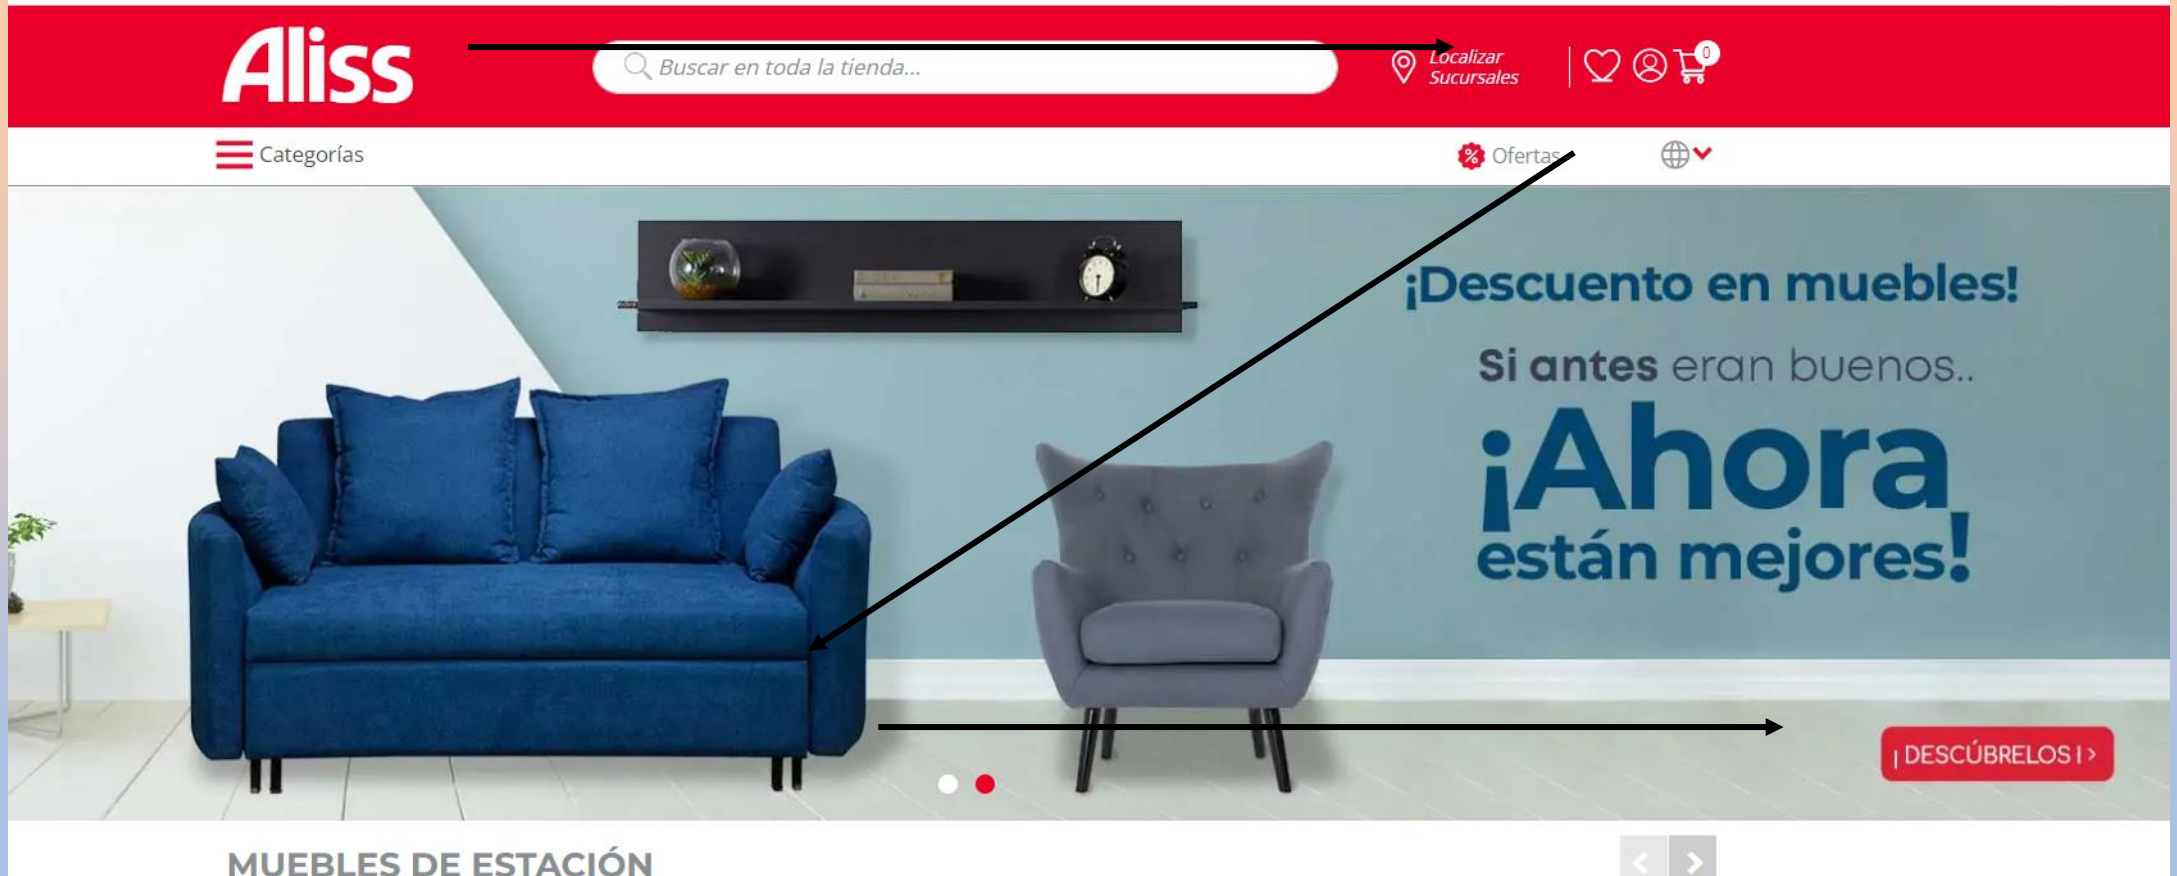 Aliss
Buscar en toda la tienda...
Localizar
Sucursales
0
Categorías
% Ofertas
¡Descuento en muebles!
Si antes eran buenos..
¡Ahora
están mejores!
¡ DESCÚBRELOS ! >
MUEBLES DE ESTACIÓN